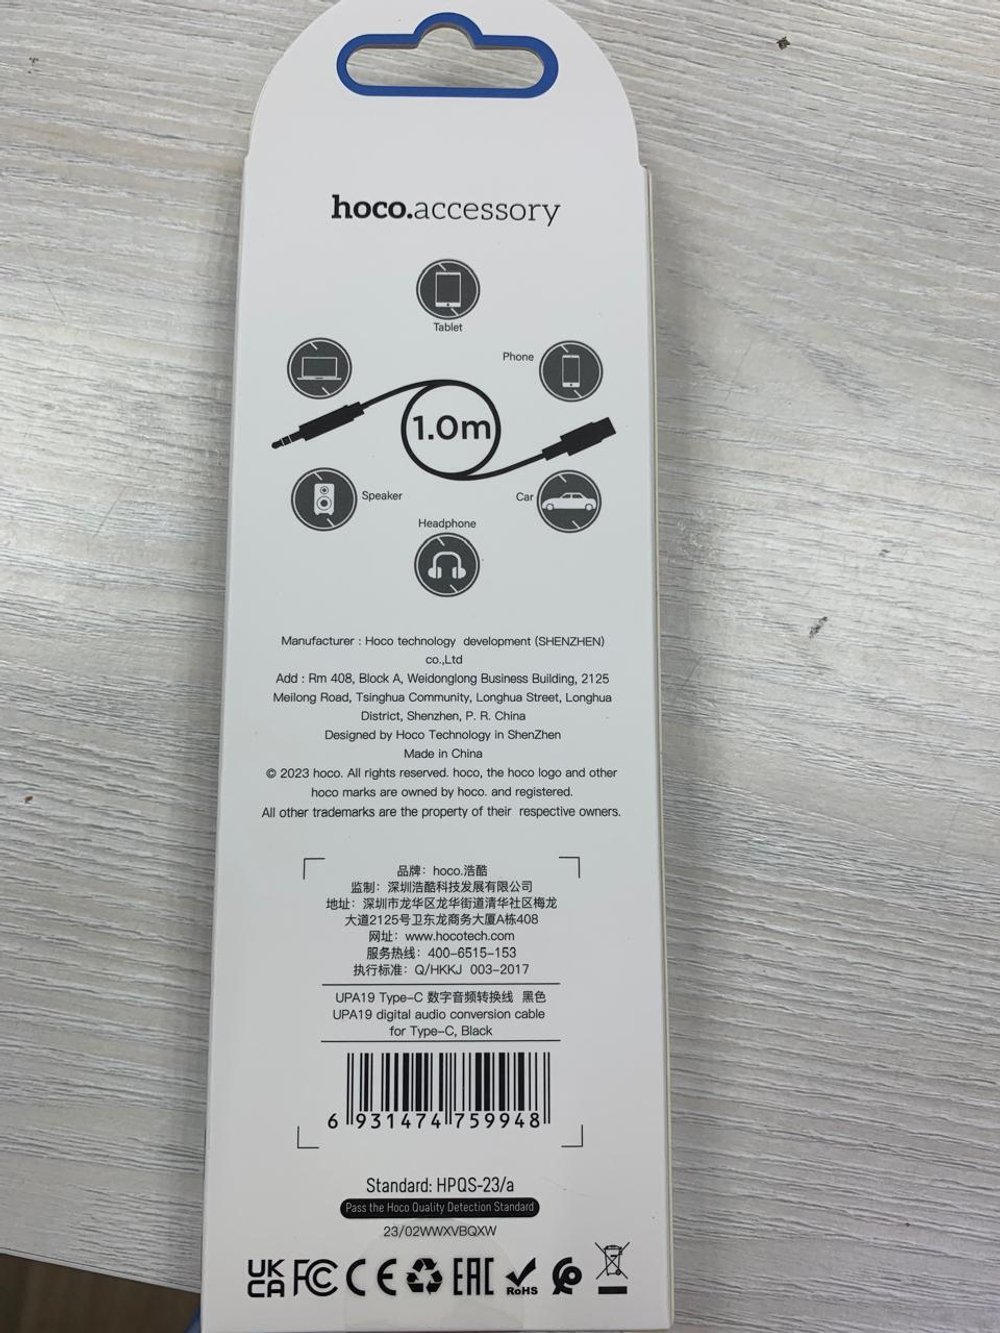 hoco.accessory
Tablet
Phone
1.0m
Speaker
Car
Headphone
Manufacturer : Hoco technology development (SHENZHEN)
co.,Ltd
Add : Rm 408, Block A, Weidonglong Business Building, 2125
Meilong Road, Tsinghua Community, Longhua Street, Longhua
District, Shenzhen, P. R. China
Designed by Hoco Technology in ShenZhen
Made in China
© 2023 hoco. All rights reserved. hoco, the hoco logo and other
hoco marks are owned by hoco. and registered.
All other trademarks are the property of their respective owners.
品牌：hoco.浩酷
监制：深圳浩酷科技发展有限公司
地址：深圳市龙华区龙华街道清华社区梅龙
大道2125号卫东龙商务大厦A栋408
网址：www.hocotech.com
服务热线：400-6515-153
执行标准：Q/HKKJ 003-2017
UPA19 Type-C 数字音频转换线 黑色
UPA19 digital audio conversion cable
for Type-C, Black
6 931474 759948
Standard: HPQS-23/a
Pass the Hoco Quality Detection Standard
23/02WWXVBQXW
UK CA FC CE EAC RoHS